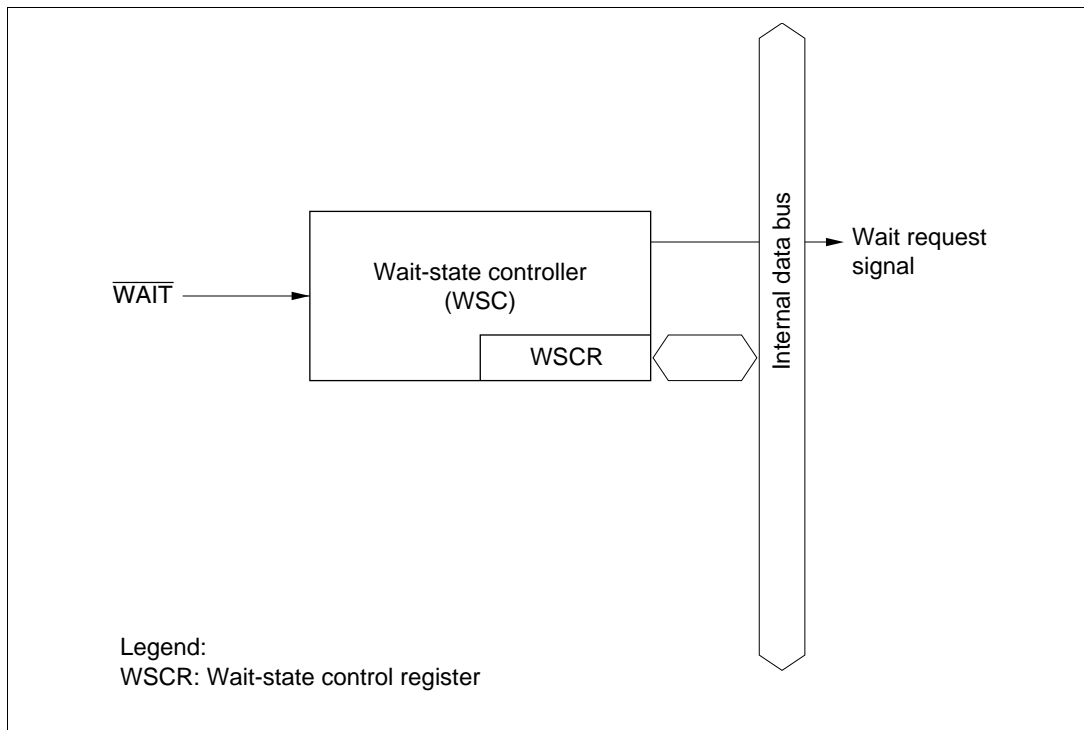 WAIT
Wait-state controller
(WSC)
WSCR
Internal data bus
Wait request
signal
Legend:
WSCR: Wait-state control register